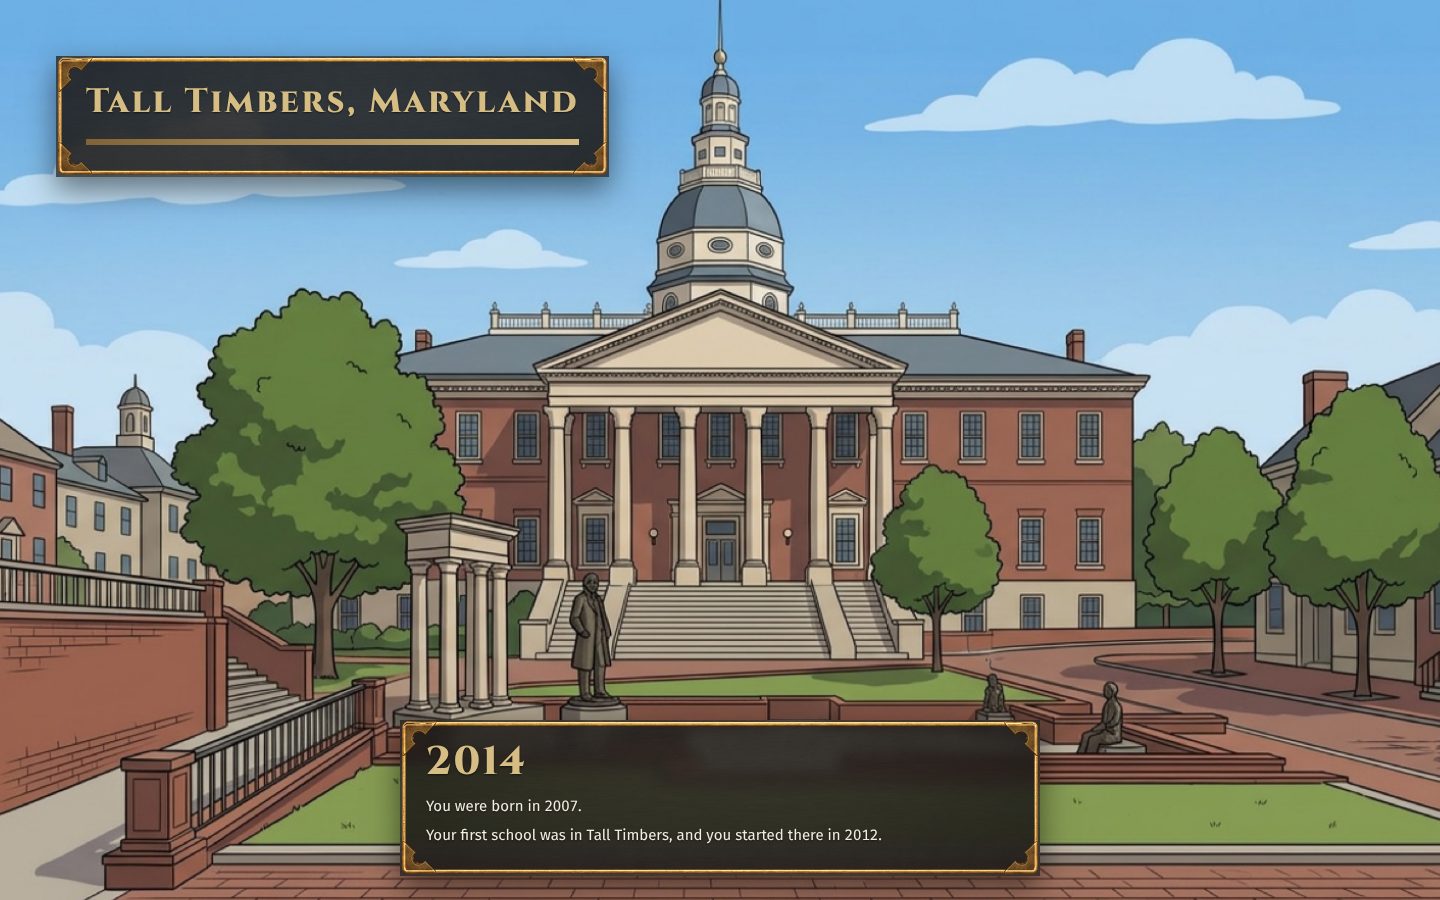 Tall Timbers, Maryland
2014
You were born in 2007.
Your first school was in Tall Timbers, and you started there in 2012.